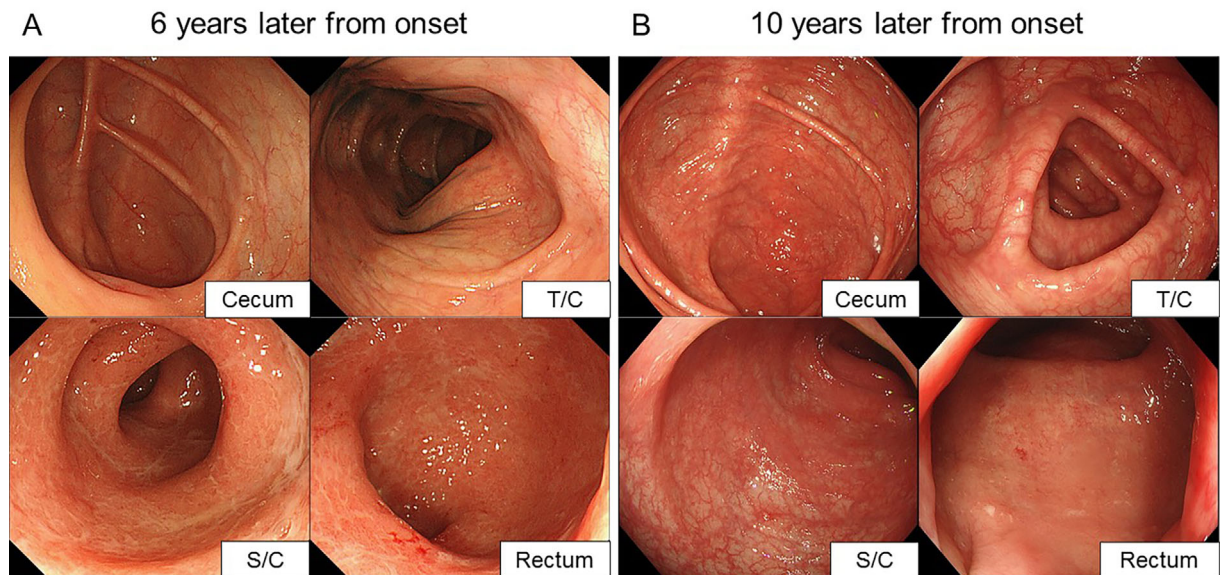 A 6 years later from onset
Cecum
T/C
S/C
Rectum
B 10 years later from onset
Cecum
T/C
S/C
Rectum